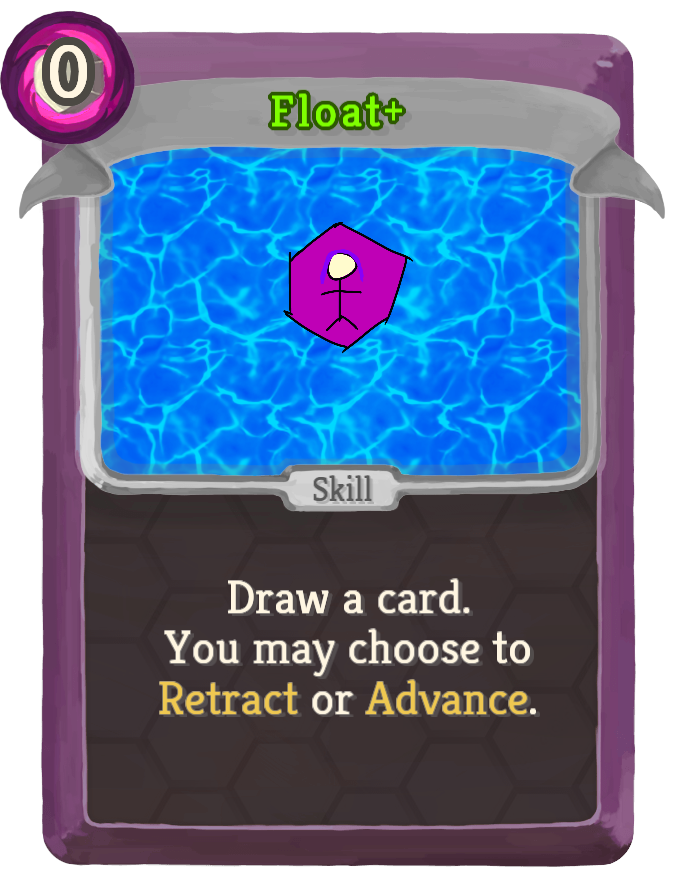 0
Float+
Skill
Draw a card.
You may choose to
Retract or Advance.